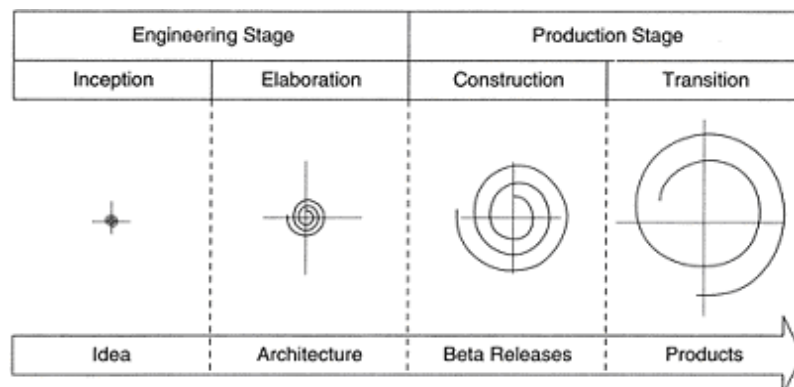 Engineering Stage Production Stage
Inception Elaboration Construction Transition
Idea Architecture Beta Releases Products